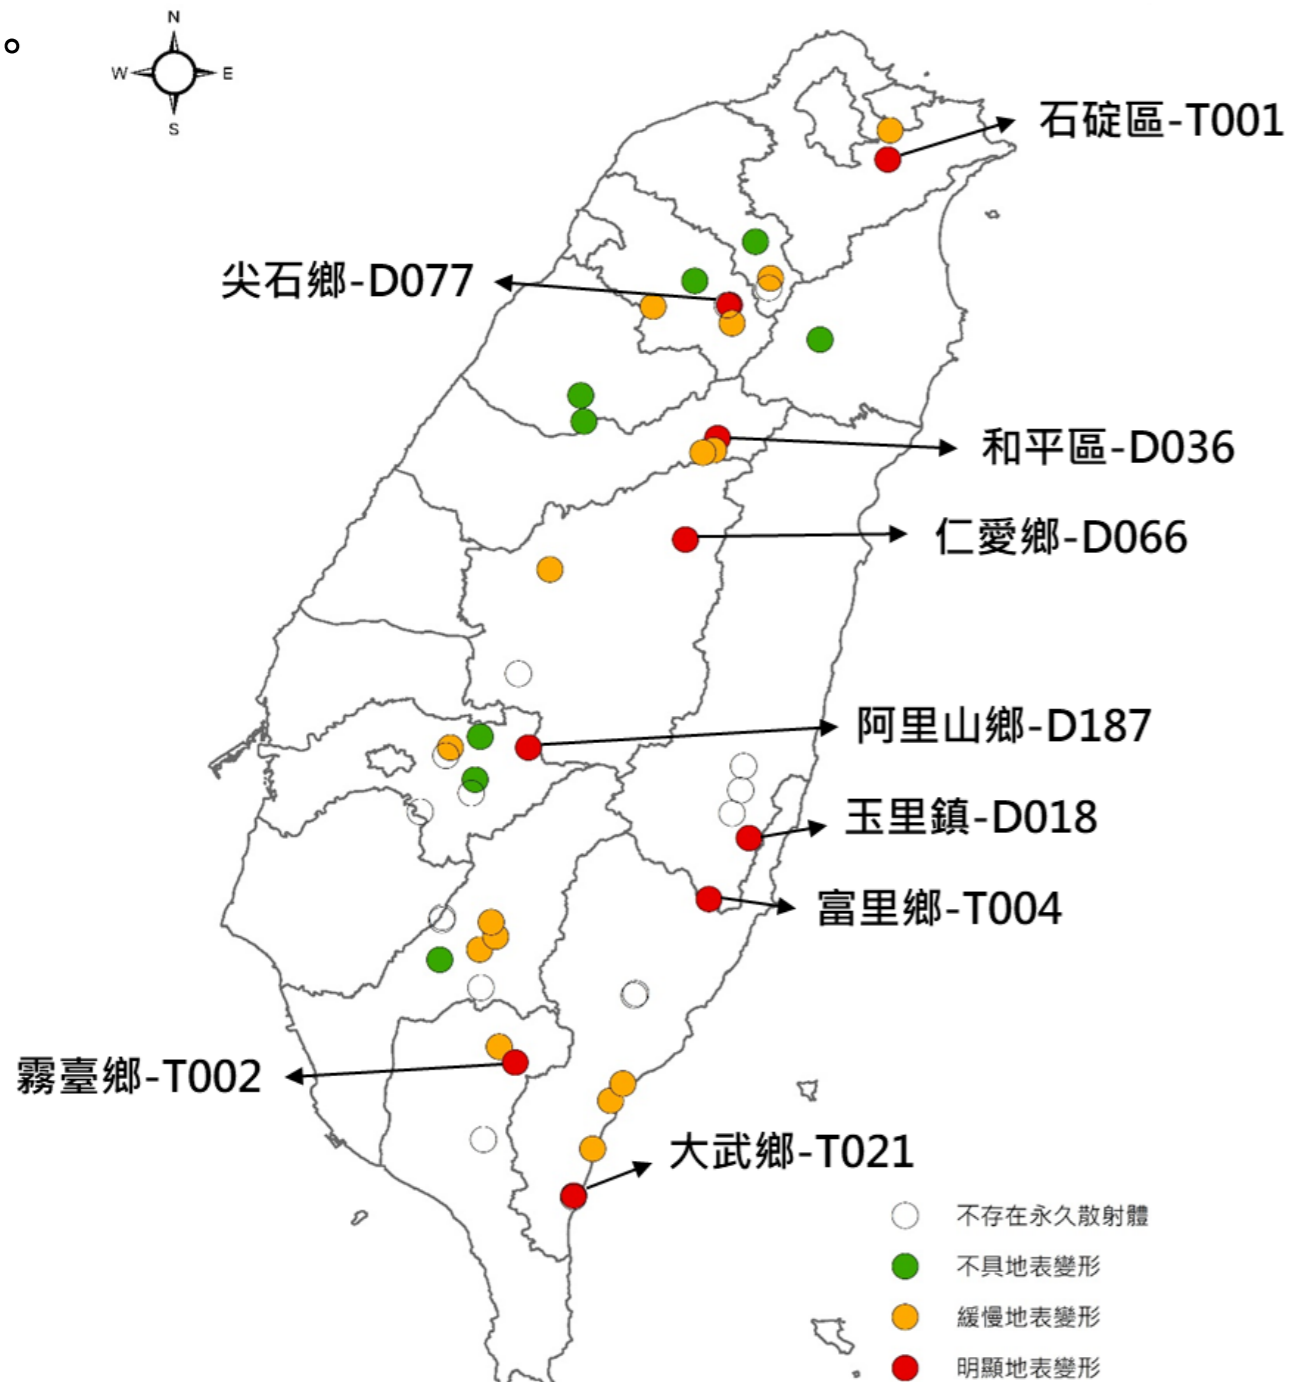 。
N
W E
S
石碇區-T001
尖石鄉-D077
和平區-D036
仁愛鄉-D066
阿里山鄉-D187
玉里鎮-D018
富里鄉-T004
霧臺鄉-T002
大武鄉-T021
不存在永久散射體
不具地表變形
緩慢地表變形
明顯地表變形